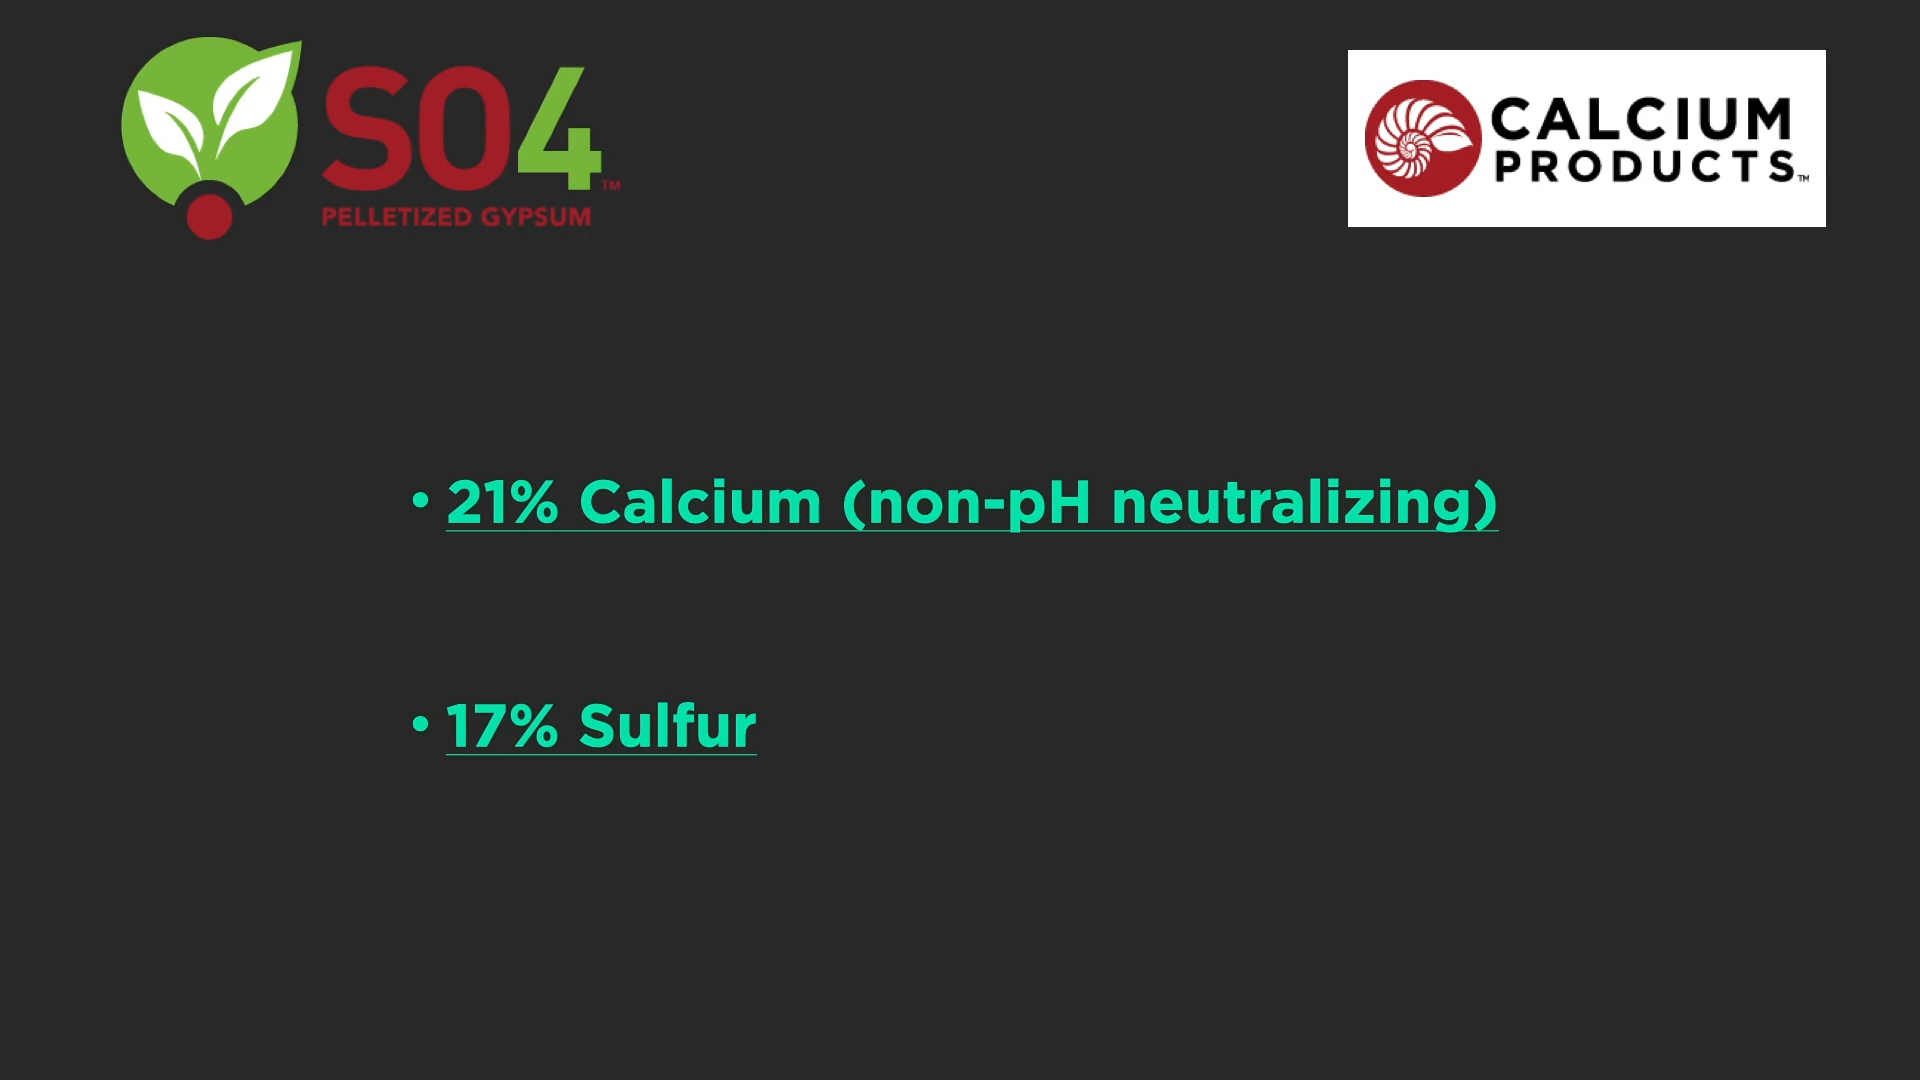 SO4™
PELLETIZED GYPSUM
CALCIUM
PRODUCTS™
• 21% Calcium (non-pH neutralizing)
• 17% Sulfur